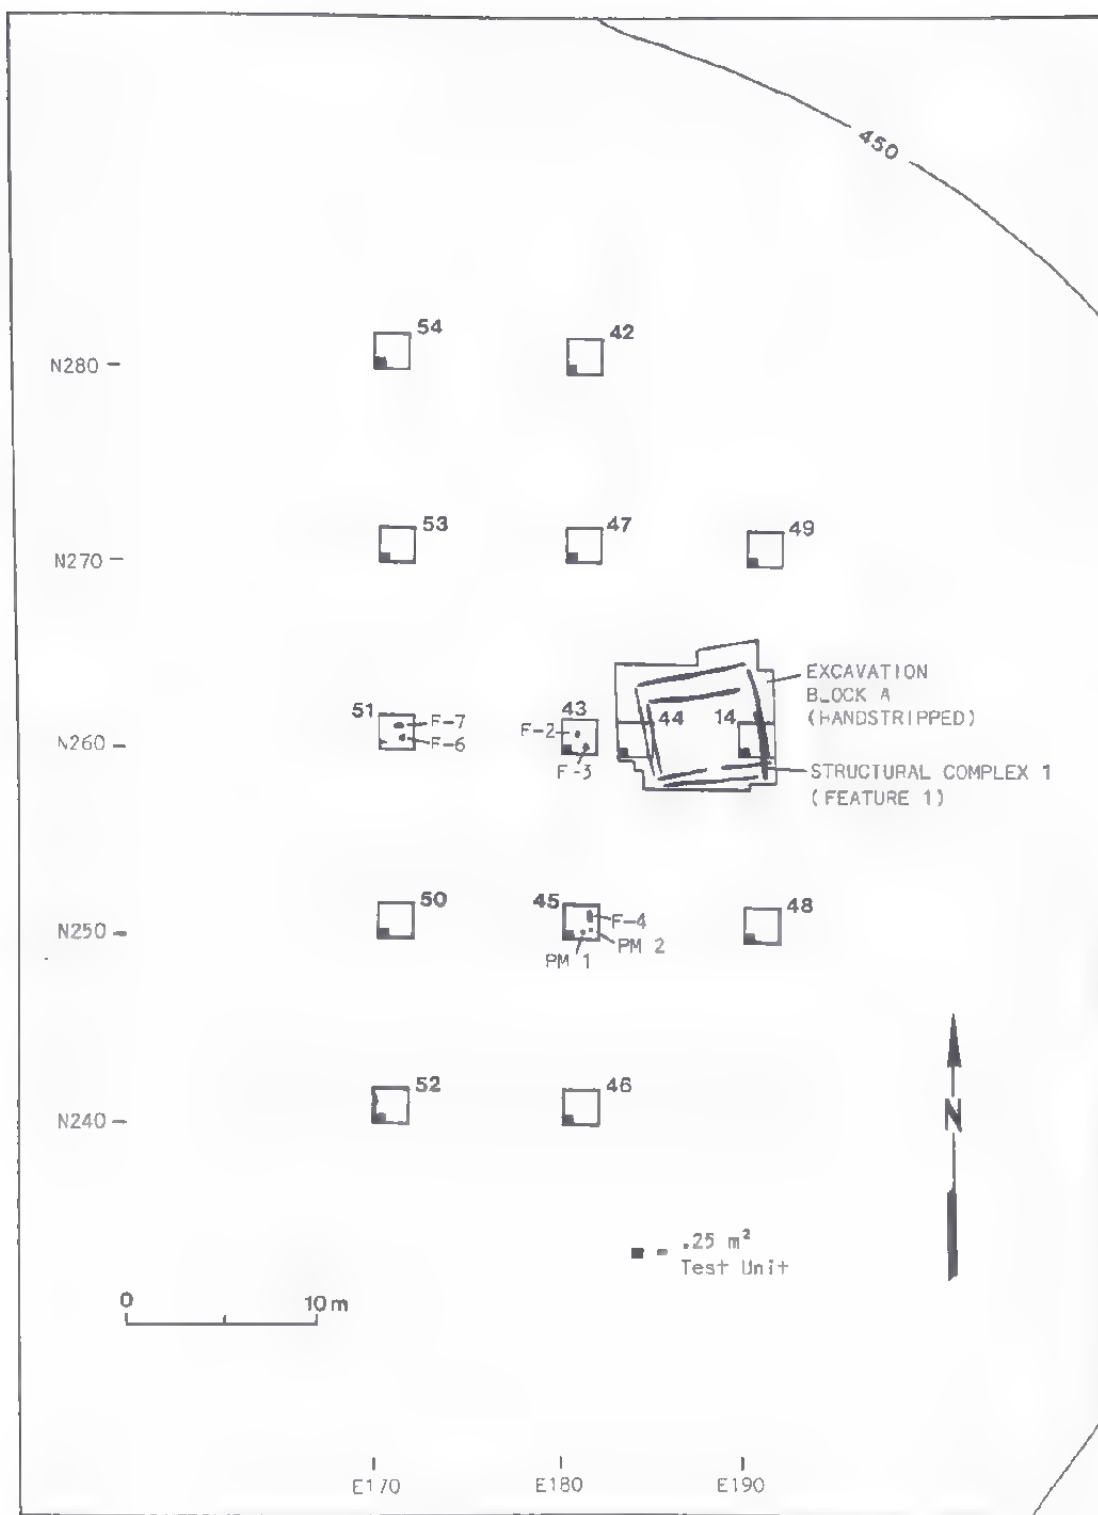 450
54
42
N280
53
47
49
N270
EXCAVATION
BLOCK A
(HANDSTRIPPED)
51
F-7
F-6
43
F-2
F-3
44
14
N260
STRUCTURAL COMPLEX 1
(FEATURE 1)
50
45
F-4
PM 1
PM 2
48
N250
52
46
N240
N
.25 m²
Test Unit
0
10m
E170
E180
E190